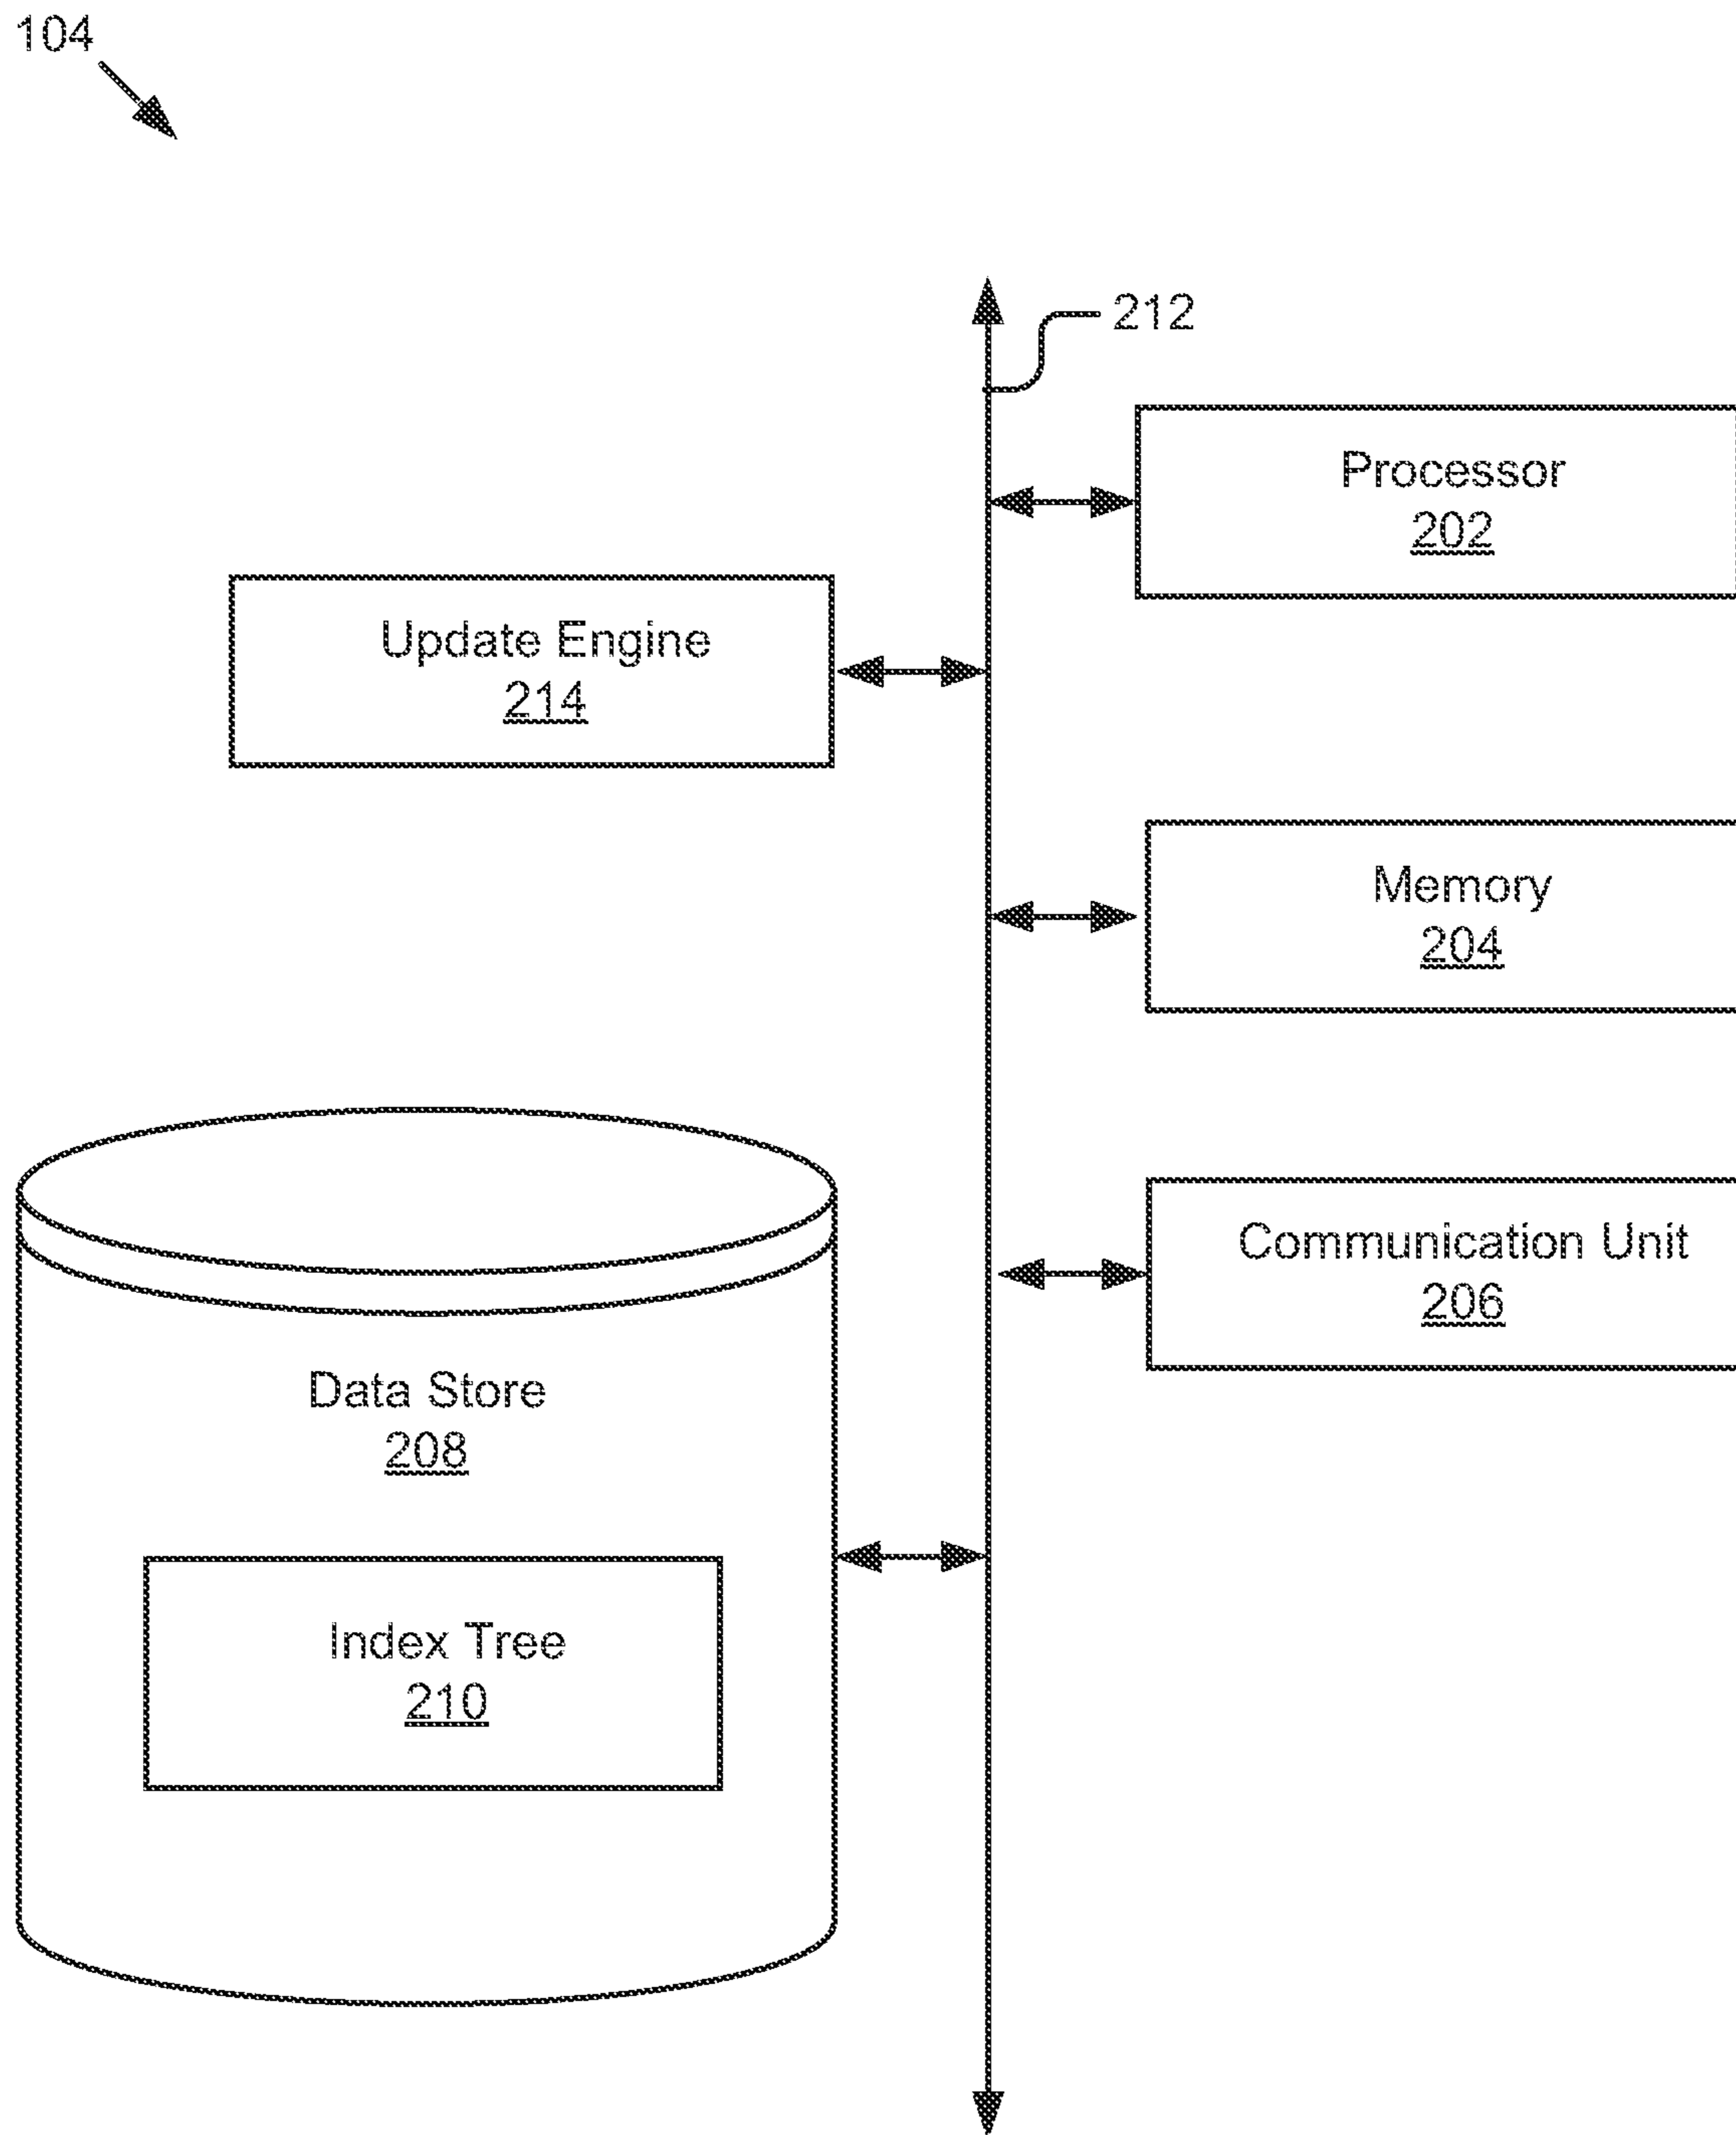 104
212
Processor
202
Update Engine
214
Memory
204
Communication Unit
206
Data Store
208
Index Tree
210